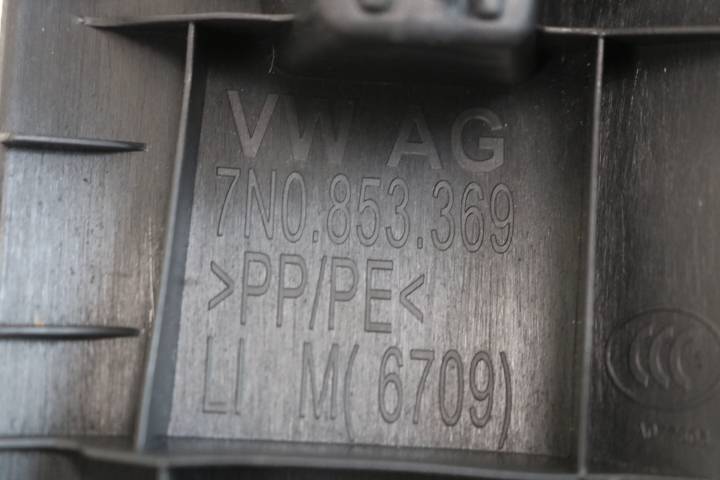 VW AG
7N0.853.369
>PP/PE<
LI M(6709)